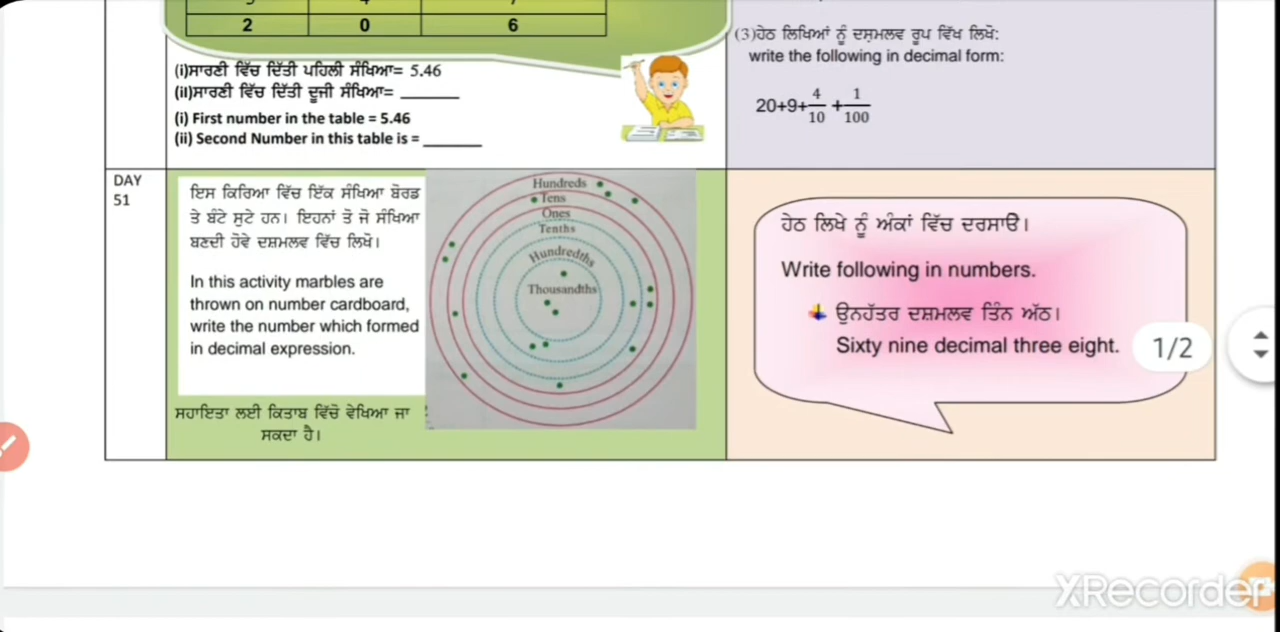 2 0 6
(i)ਸਾਰਣੀ ਵਿੱਚ ਦਿੱਤੀ ਪਹਿਲੀ ਸੰਖਿਆ= 5.46
(ii)ਸਾਰਣੀ ਵਿੱਚ ਦਿੱਤੀ ਦੂਜੀ ਸੰਖਿਆ= _______
(i) First number in the table = 5.46
(ii) Second Number in this table is = _______
(3)ਹੇਠ ਲਿਖਿਆਂ ਨੂੰ ਦਸ਼ਮਲਵ ਰੂਪ ਵਿੱਖ ਲਿਖੋ:
write the following in decimal form:
20+9+4/10 +1/100
DAY
51
ਇਸ ਕਿਰਿਆ ਵਿੱਚ ਇੱਕ ਸੰਖਿਆ ਬੋਰਡ
ਤੇ ਬੰਟੇ ਸੁਟੇ ਹਨ। ਇਹਨਾਂ ਤੋ ਜੋ ਸੰਖਿਆ
ਬਣਦੀ ਹੋਵੇ ਦਸ਼ਮਲਵ ਵਿੱਚ ਲਿਖੋ।
In this activity marbles are
thrown on number cardboard,
write the number which formed
in decimal expression.
ਸਹਾਇਤਾ ਲਈ ਕਿਤਾਬ ਵਿੱਚੋ ਵੇਖਿਆ ਜਾ
ਸਕਦਾ ਹੈ।
Hundreds
Tens
Ones
Tenths
Hundredths
Thousandths
ਹੇਠ ਲਿਖੇ ਨੂੰ ਅੰਕਾਂ ਵਿੱਚ ਦਰਸਾਓ।
Write following in numbers.
ਉਨਹੱਤਰ ਦਸ਼ਮਲਵ ਤਿੰਨ ਅੱਠ।
Sixty nine decimal three eight.
1/2
XRecorder